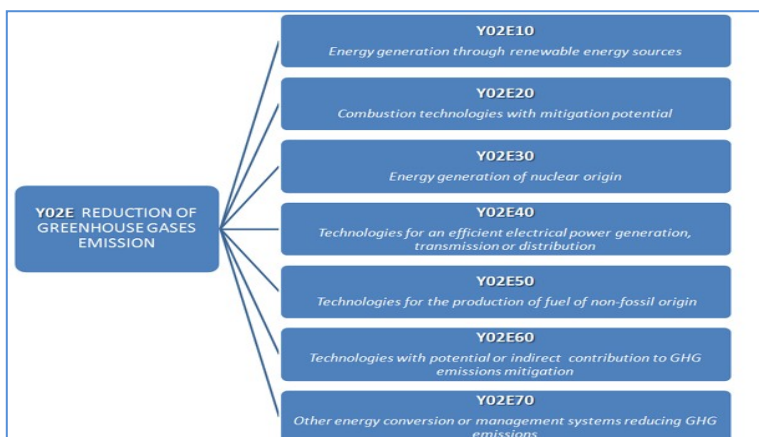 Y02E REDUCTION OF
GREENHOUSE GASES
EMISSION
Y02E10
Energy generation through renewable energy sources
Y02E20
Combustion technologies with mitigation potential
Y02E30
Energy generation of nuclear origin
Y02E40
Technologies for an efficient electrical power generation,
transmission or distribution
Y02E50
Technologies for the production of fuel of non-fossil origin
Y02E60
Technologies with potential or indirect contribution to GHG
emissions mitigation
Y02E70
Other energy conversion or management systems reducing GHG
emissions